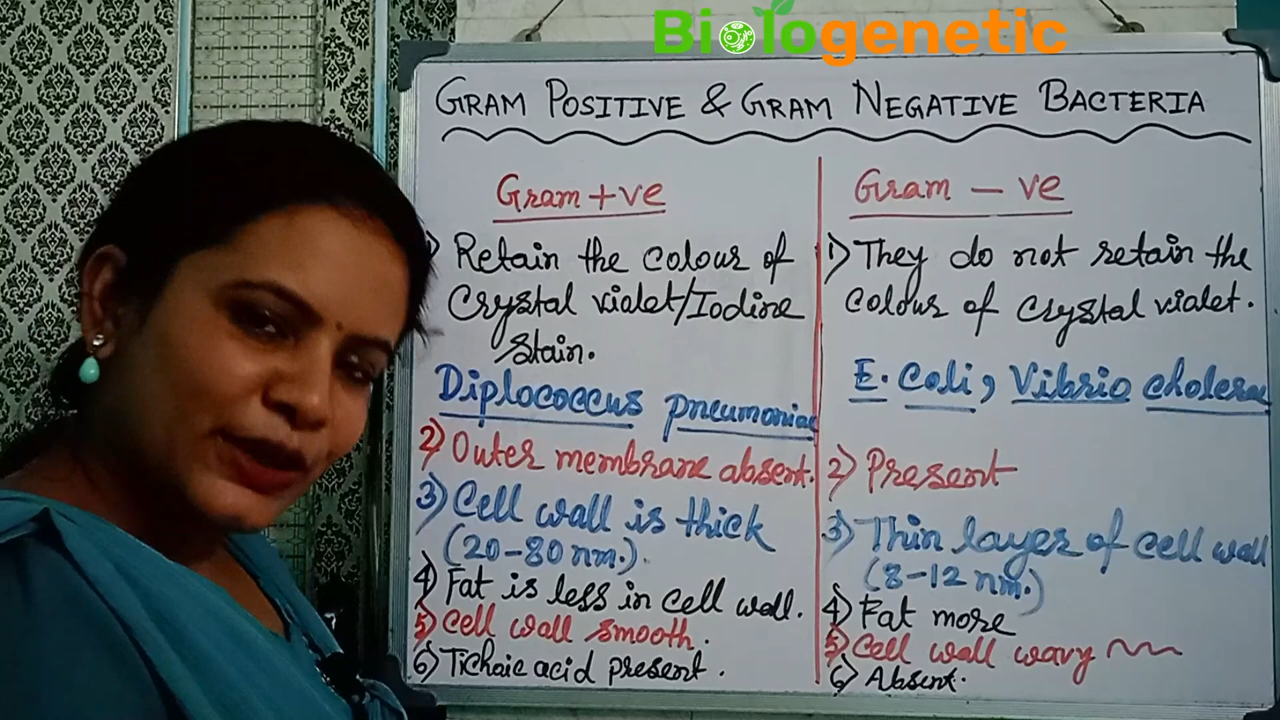 Biologenetic
GRAM POSITIVE & GRAM NEGATIVE BACTERIA
Gram +ve
1) Retain the colour of
Crystal vialet/Iodine
Stain.
Diplococcus pneumoniae
2) Outer membrane absent.
3) Cell wall is thick
(20-80 nm.).
4) Fat is less in cell wall.
5) Cell wall smooth.
6) Tichoic acid present.
Gram - ve
1) They do not retain the
colour of crystal vialet.
E. Coli, Vibrio cholerae
2) Present
3) Thin layer of cell wall
(8-12 nm.)
4) Fat more
5) Cell wall wavy
6) Absent.